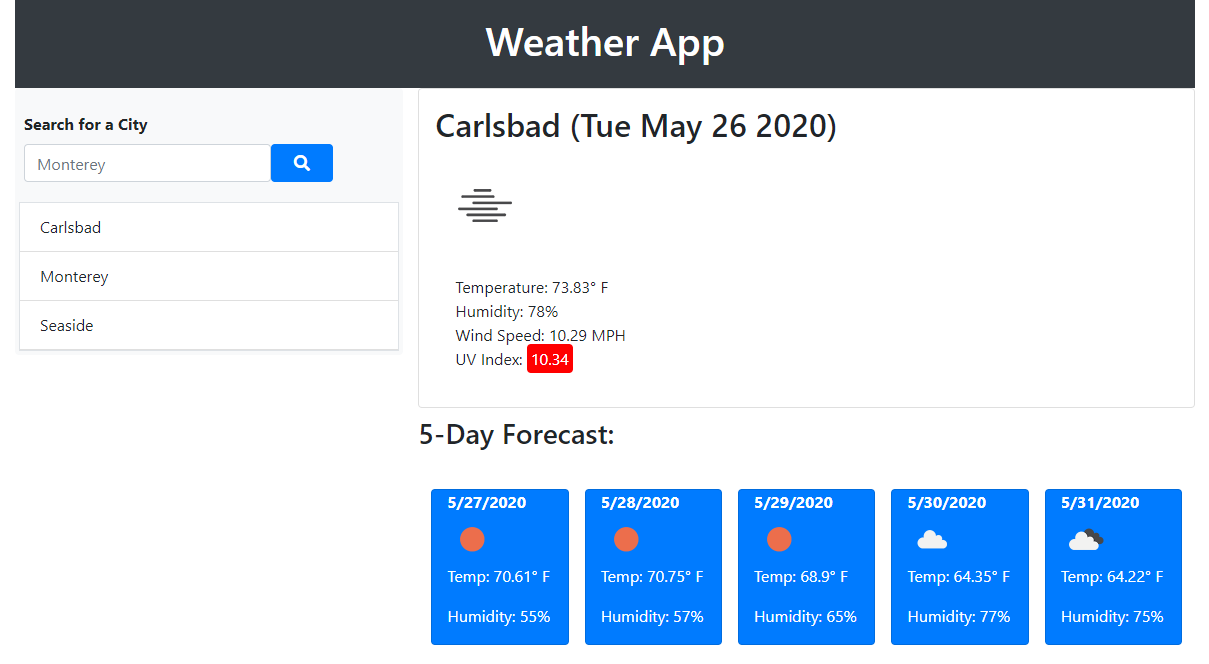 Weather App
Search for a City
Monterey
Carlsbad
Monterey
Seaside
Carlsbad (Tue May 26 2020)
Temperature: 73.83° F
Humidity: 78%
Wind Speed: 10.29 MPH
UV Index: 10.34
5-Day Forecast:
5/27/2020
Temp: 70.61° F
Humidity: 55%
5/28/2020
Temp: 70.75° F
Humidity: 57%
5/29/2020
Temp: 68.9° F
Humidity: 65%
5/30/2020
Temp: 64.35° F
Humidity: 77%
5/31/2020
Temp: 64.22° F
Humidity: 75%